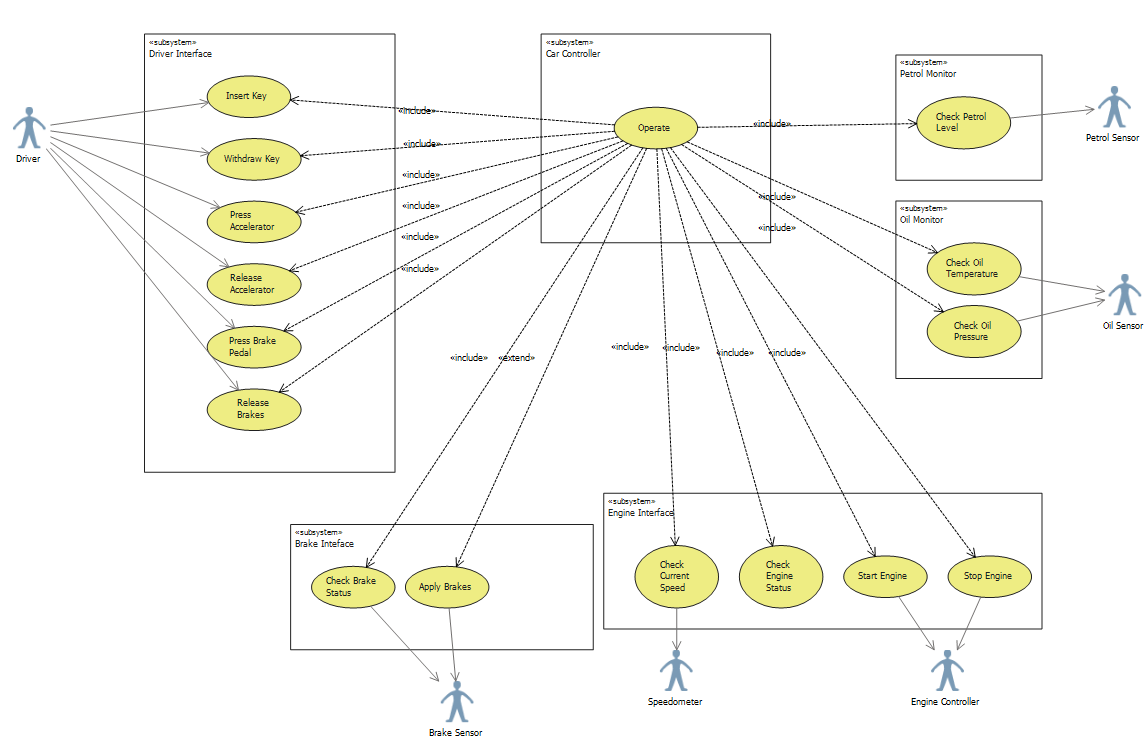 «subsystem»
Driver Interface
Insert Key
Withdraw Key
Press
Accelerator
Release
Accelerator
Press Brake
Pedal
Release
Brakes
Driver
«subsystem»
Car Controller
Operate
«include»
«include»
«include»
«include»
«include»
«include»
«include»
«include»
«include»
«subsystem»
Petrol Monitor
Check Petrol
Level
Petrol Sensor
«subsystem»
Oil Monitor
Check Oil
Temperature
Check Oil
Pressure
Oil Sensor
«include»
«extend»
«include»
«include»
«include»
«include»
«subsystem»
Brake Inteface
Check Brake
Status
Apply Brakes
Brake Sensor
«subsystem»
Engine Interface
Check
Current
Speed
Check
Engine
Status
Start Engine
Stop Engine
Speedometer
Engine Controller